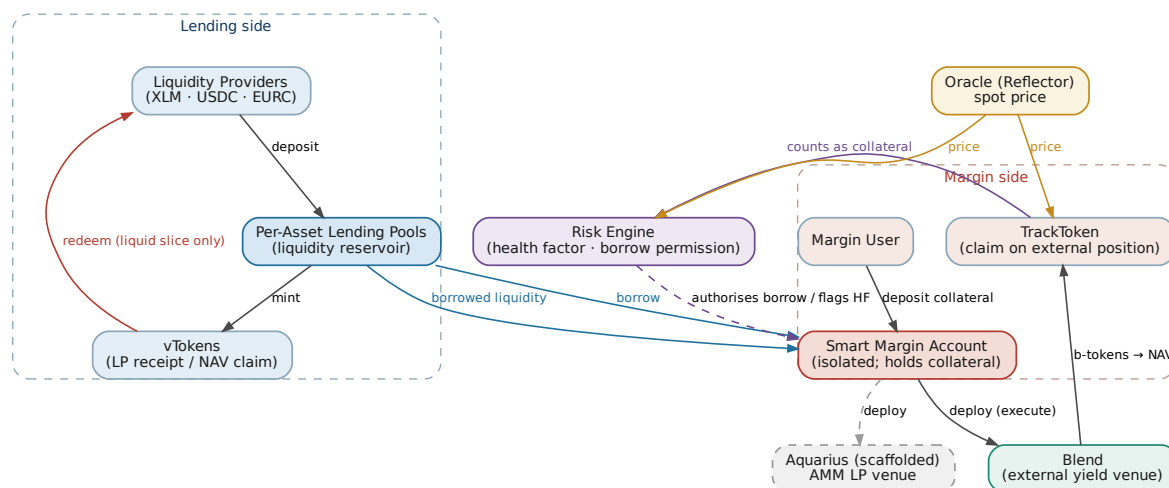 Lending side
Liquidity Providers
(XLM · USDC · EURC)
Oracle (Reflector)
spot price
deposit
counts as collateral
price
price
Margin side
redeem (liquid slice only)
Per-Asset Lending Pools
(liquidity reservoir)
Risk Engine
(health factor · borrow permission)
Margin User
TrackToken
(claim on external position)
mint
borrowed liquidity
borrow
authorises borrow / flags HF
deposit collateral
vTokens
(LP receipt / NAV claim)
Smart Margin Account
(isolated; holds collateral)
b-tokens → NAV
deploy
deploy (execute)
Aquarius (scaffolded)
AMM LP venue
Blend
(external yield venue)